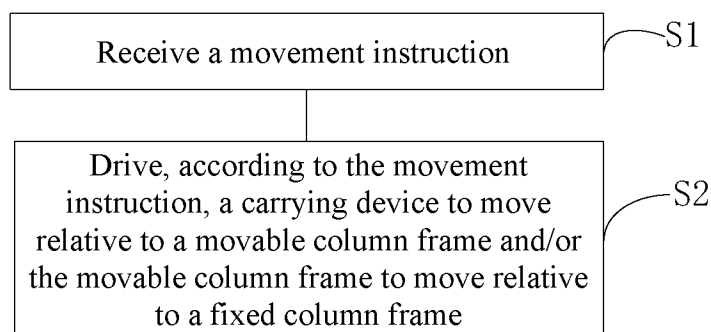 Receive a movement instruction
S1
Drive, according to the movement
instruction, a carrying device to move
relative to a movable column frame and/or
the movable column frame to move relative
to a fixed column frame
S2